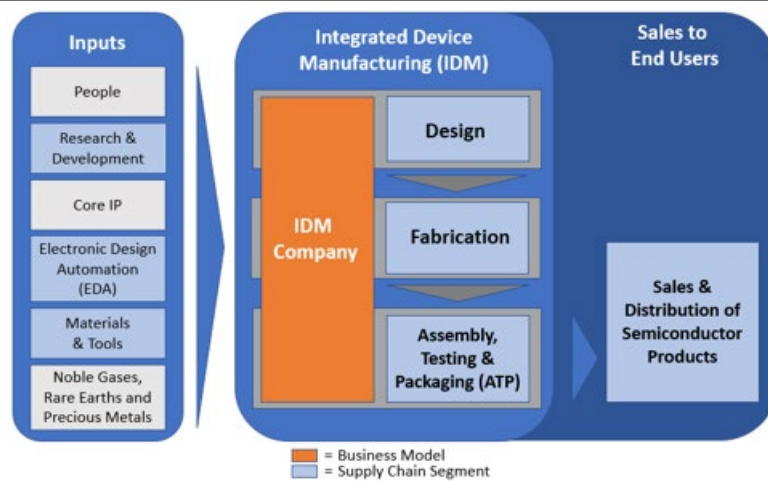 Inputs
People
Research &
Development
Core IP
Electronic Design
Automation
(EDA)
Materials
& Tools
Noble Gases,
Rare Earths and
Precious Metals
Integrated Device
Manufacturing (IDM)
IDM
Company
Design
Fabrication
Assembly,
Testing &
Packaging (ATP)
Sales to
End Users
Sales &
Distribution of
Semiconductor
Products
= Business Model
= Supply Chain Segment